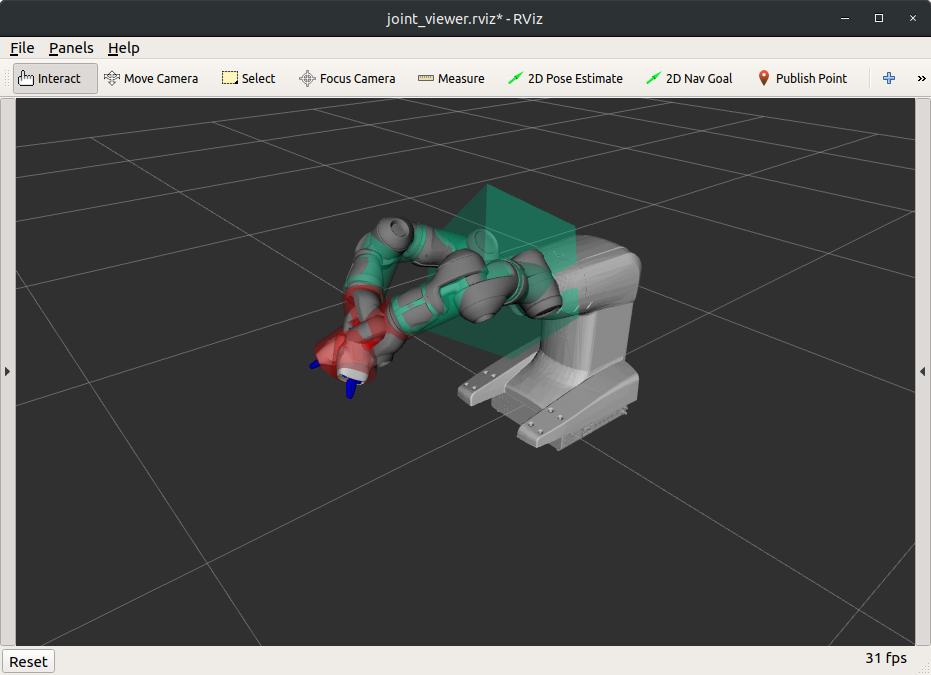 joint_viewer.rviz* - RViz
File Panels Help
Interact Move Camera Select Focus Camera Measure 2D Pose Estimate 2D Nav Goal Publish Point »
Reset 31 fps